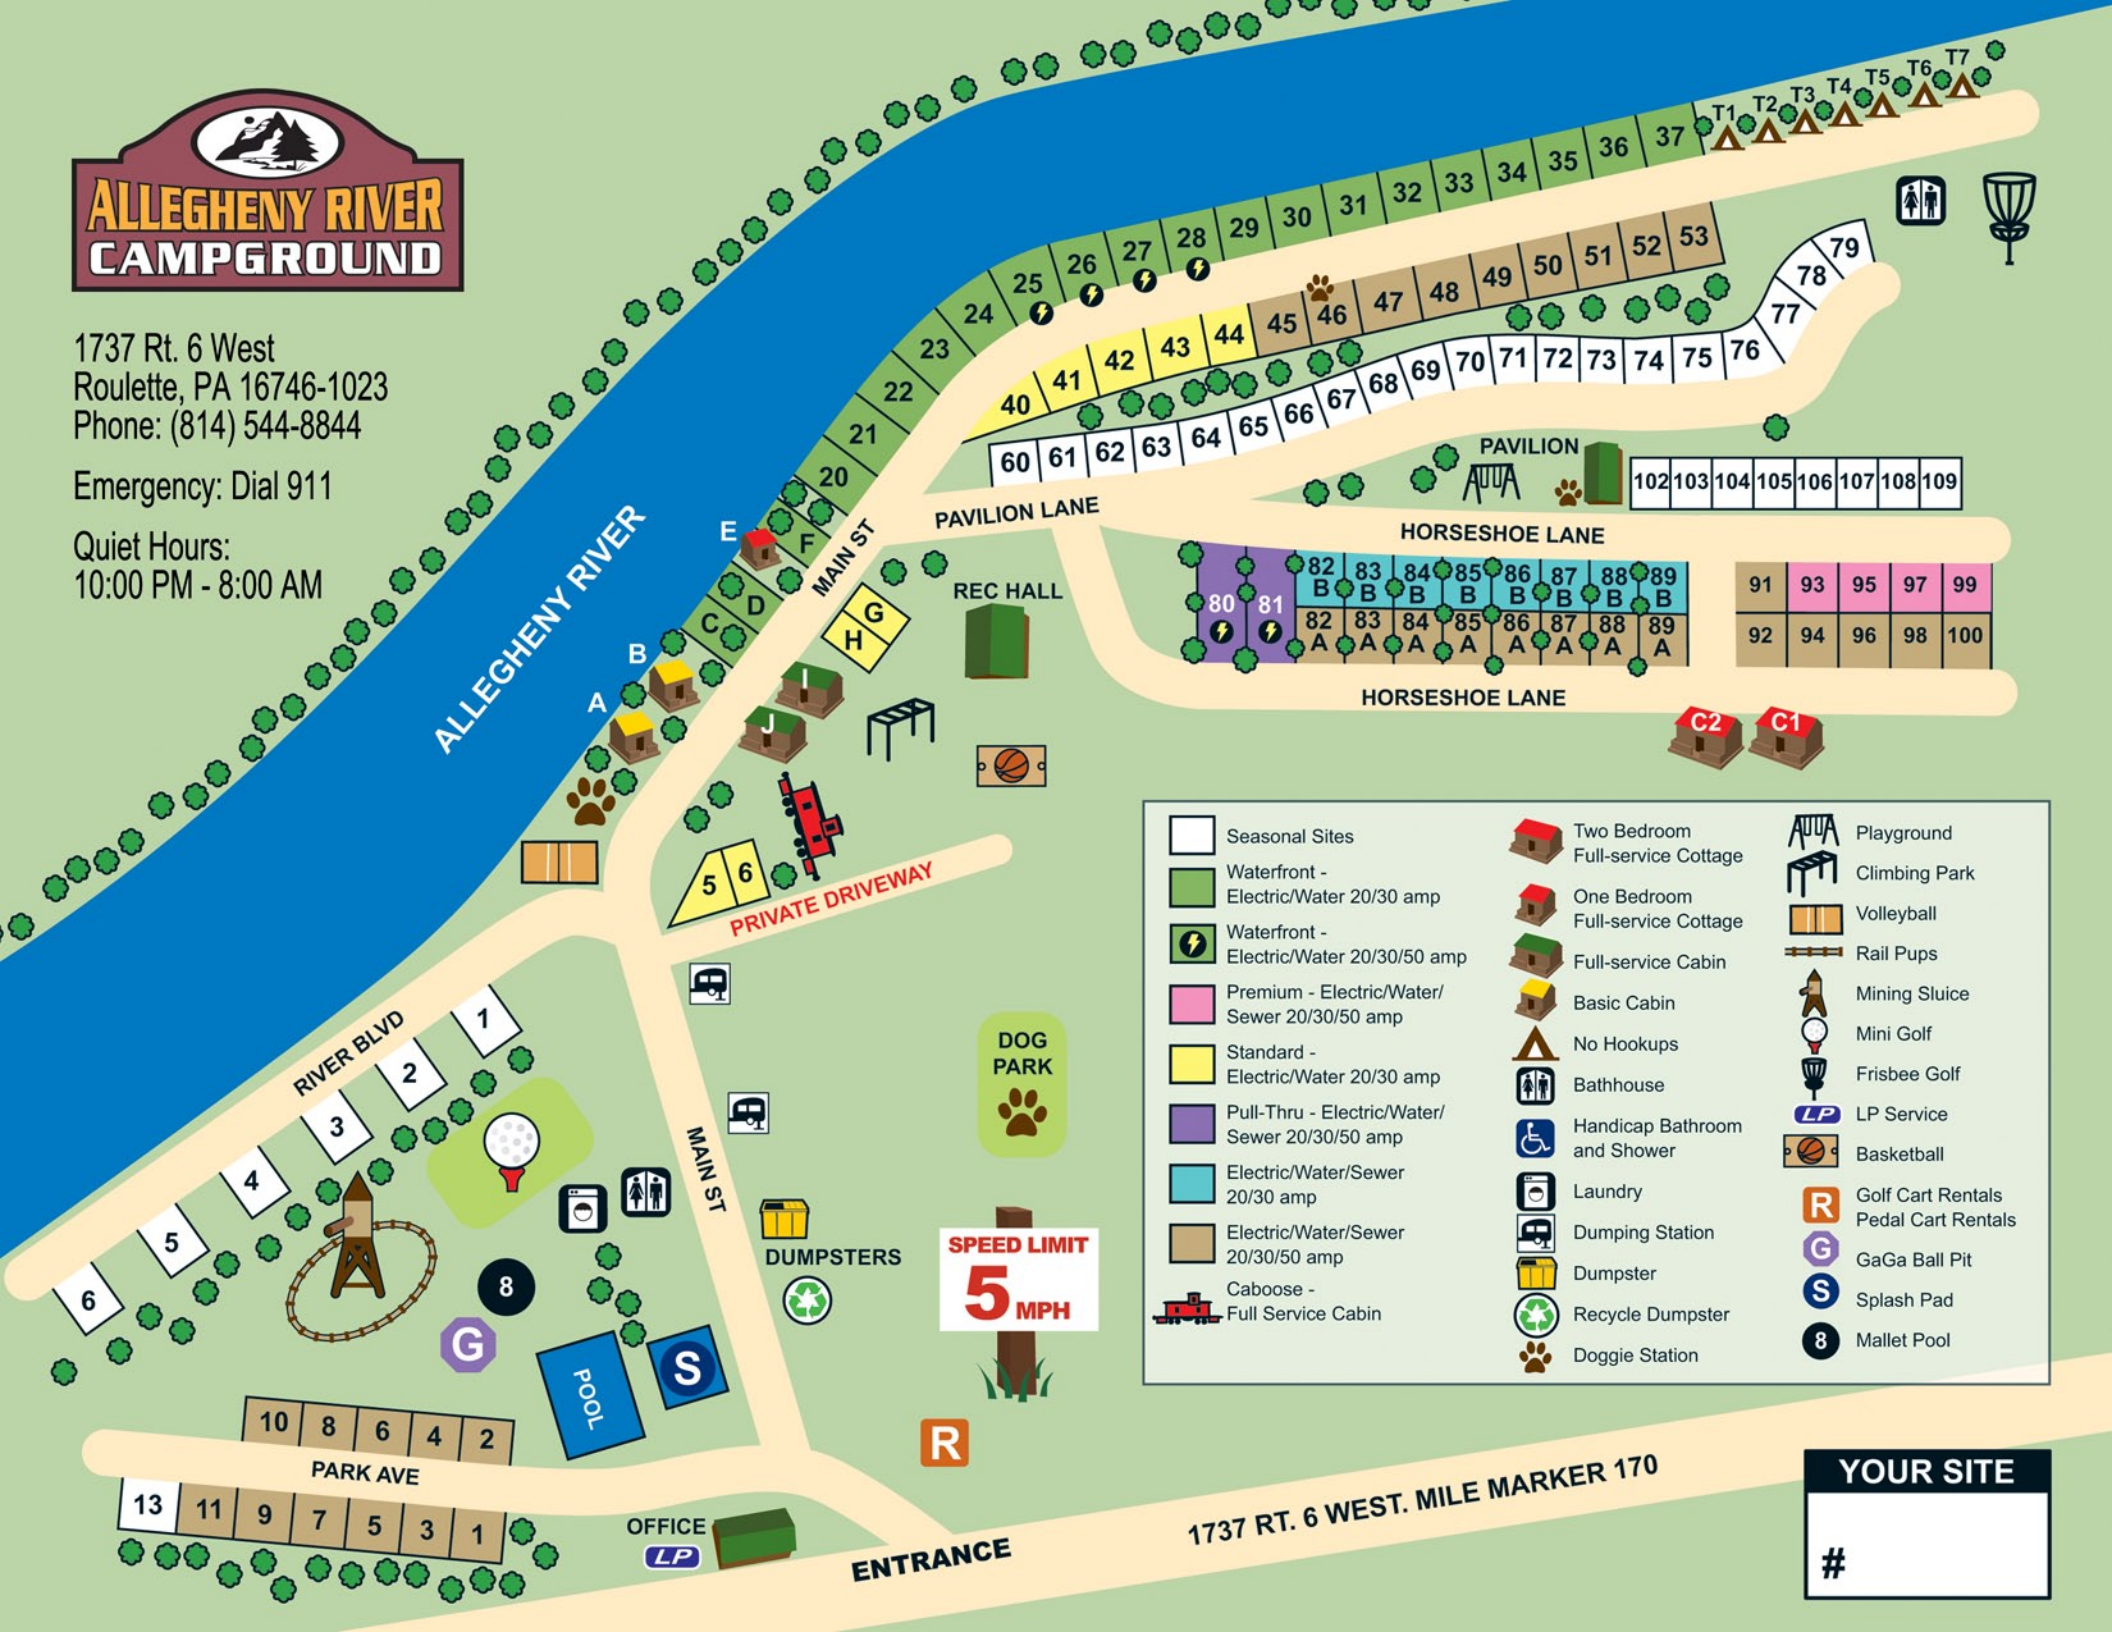 ALLEGHENY RIVER
CAMPGROUND
1737 Rt. 6 West
Roulette, PA 16746-1023
Phone: (814) 544-8844
Emergency: Dial 911
Quiet Hours:
10:00 PM - 8:00 AM
ALLEGHENY RIVER
T1 T2 T3 T4 T5 T6 T7
20 21 22 23 24 25 26 27 28 29 30 31 32 33 34 35 36 37
40 41 42 43 44 45 46 47 48 49 50 51 52 53
60 61 62 63 64 65 66 67 68 69 70 71 72 73 74 75 76 77 78 79
PAVILION
102 103 104 105 106 107 108 109
PAVILION LANE
HORSESHOE LANE
MAIN ST
E
F
D
C
B
A
G
H
I
J
REC HALL
80 81
82 B 83 B 84 B 85 B 86 B 87 B 88 B 89 B
82 A 83 A 84 A 85 A 86 A 87 A 88 A 89 A
91 93 95 97 99
92 94 96 98 100
HORSESHOE LANE
C2 C1
5 6
PRIVATE DRIVEWAY
RIVER BLVD
1
2
3
4
5
6
MAIN ST
DOG
PARK
DUMPSTERS
SPEED LIMIT
5 MPH
8
G
POOL
S
R
10 8 6 4 2
PARK AVE
13 11 9 7 5 3 1
OFFICE
LP
ENTRANCE
1737 RT. 6 WEST. MILE MARKER 170
Seasonal Sites
Waterfront -
Electric/Water 20/30 amp
Waterfront -
Electric/Water 20/30/50 amp
Premium - Electric/Water/
Sewer 20/30/50 amp
Standard -
Electric/Water 20/30 amp
Pull-Thru - Electric/Water/
Sewer 20/30/50 amp
Electric/Water/Sewer
20/30 amp
Electric/Water/Sewer
20/30/50 amp
Caboose -
Full Service Cabin
Two Bedroom
Full-service Cottage
One Bedroom
Full-service Cottage
Full-service Cabin
Basic Cabin
No Hookups
Bathhouse
Handicap Bathroom
and Shower
Laundry
Dumping Station
Dumpster
Recycle Dumpster
Doggie Station
Playground
Climbing Park
Volleyball
Rail Pups
Mining Sluice
Mini Golf
Frisbee Golf
LP LP Service
Basketball
R Golf Cart Rentals
Pedal Cart Rentals
G GaGa Ball Pit
S Splash Pad
8 Mallet Pool
YOUR SITE
#